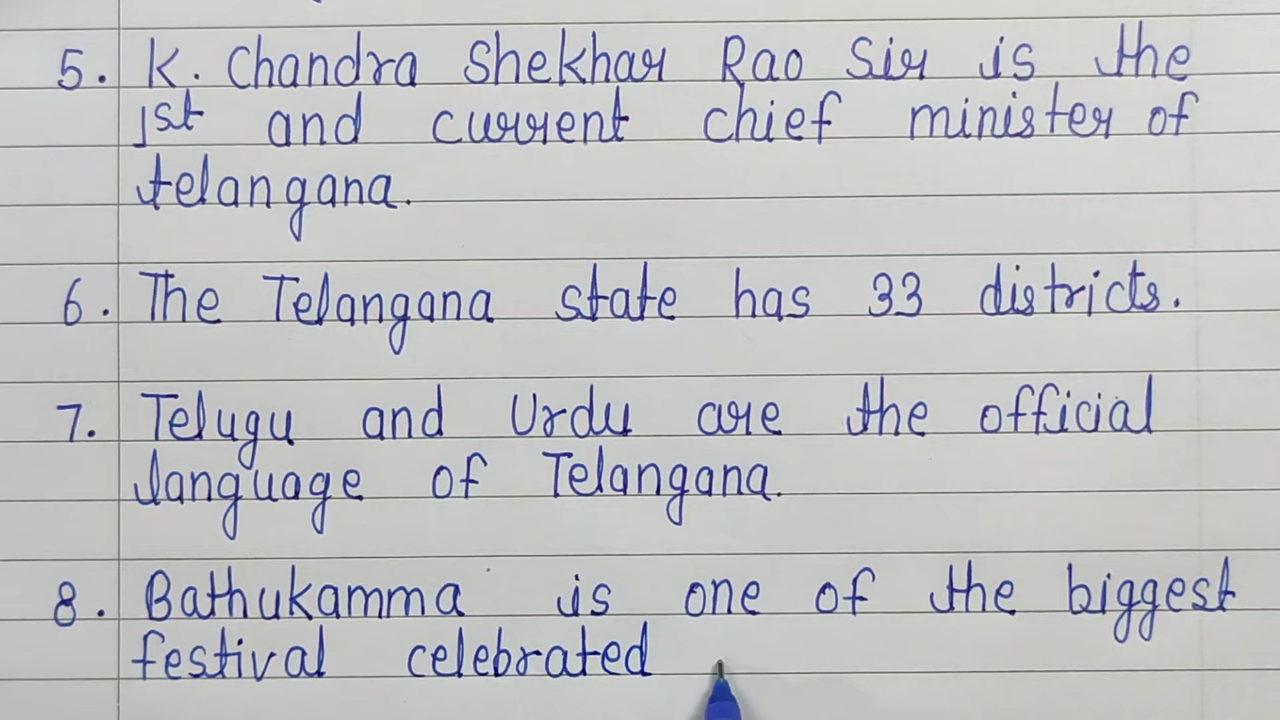 5. K. Chandra Shekhar Rao Sir is the
1st and current chief minister of
telangana.
6. The Telangana state has 33 districts.
7. Telugu and Urdu are the official
language of Telangana.
8. Bathukamma is one of the biggest
festival celebrated